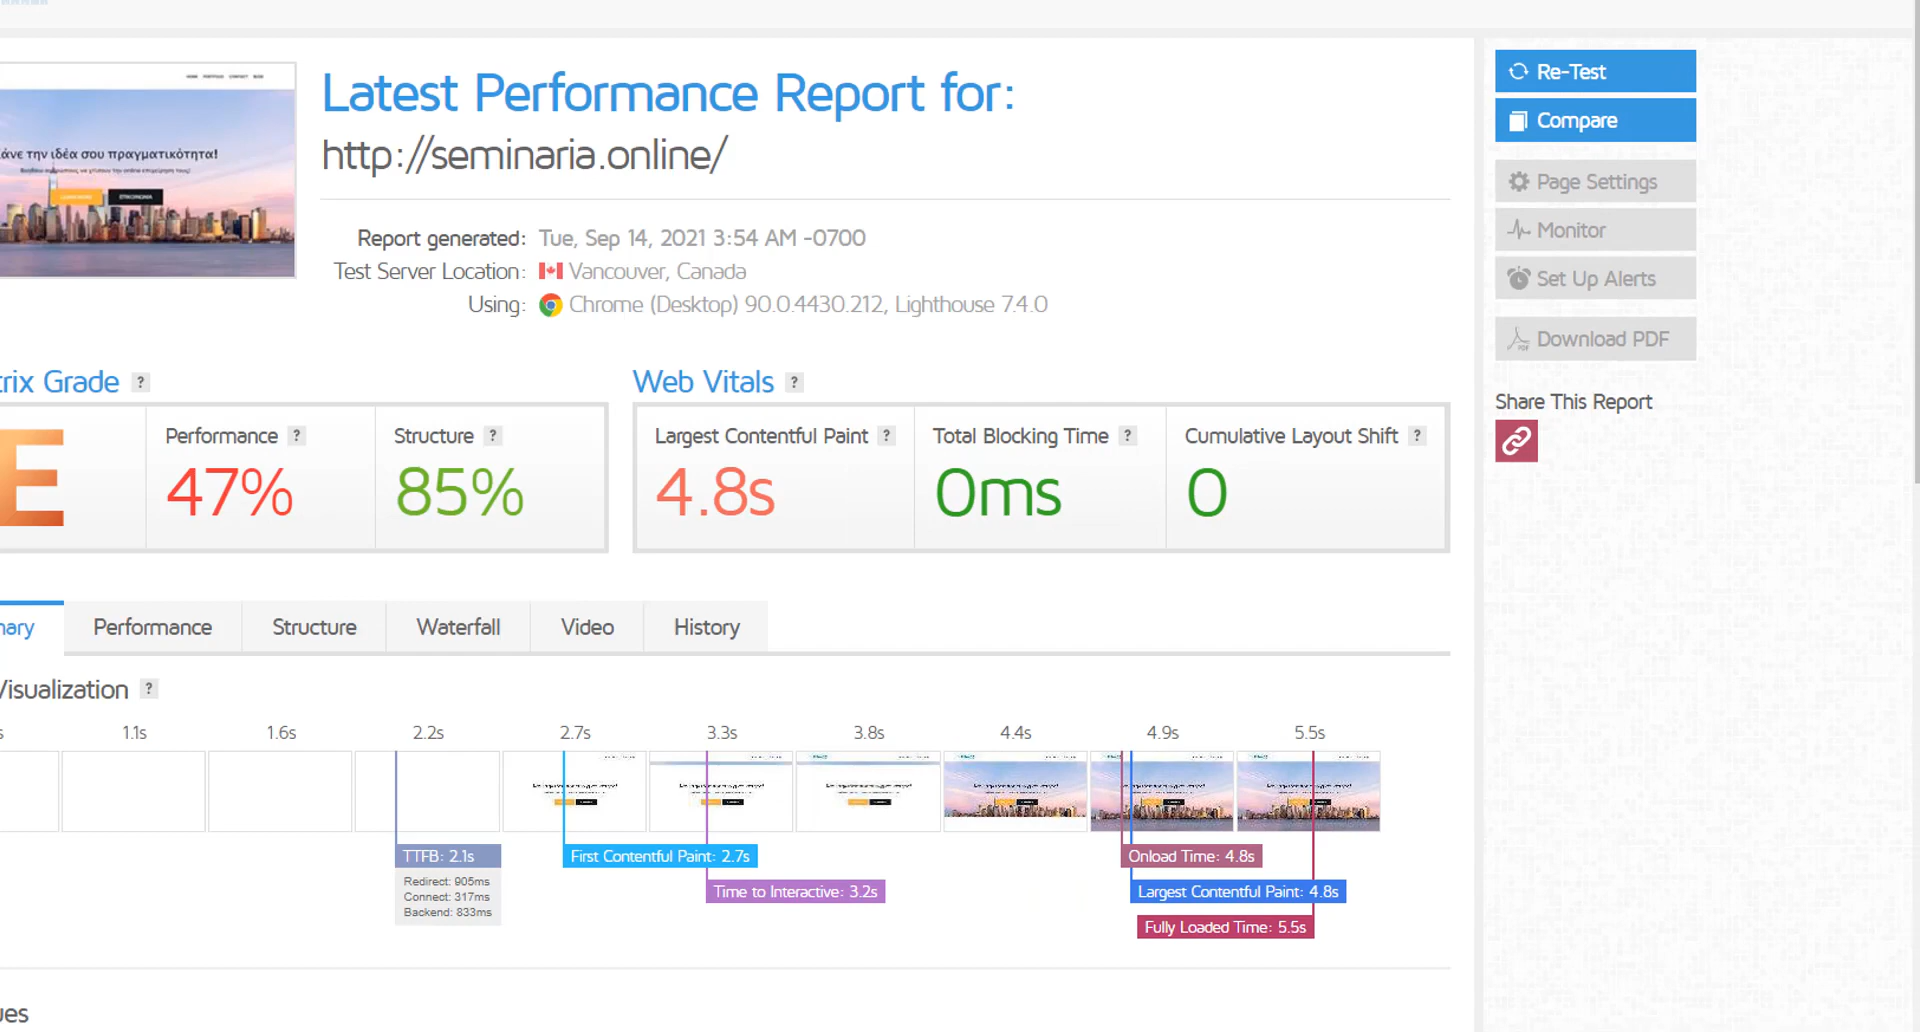 Latest Performance Report for:
http://seminaria.online/
άνε την ιδέα σου πραγματικότητα!
ΕΠΙΚΟΙΝΩΝΙΑ
Report generated: Tue, Sep 14, 2021 3:54 AM -0700
Test Server Location: Vancouver, Canada
Using: Chrome (Desktop) 90.0.4430.212, Lighthouse 7.4.0
Re-Test
Compare
Page Settings
Monitor
Set Up Alerts
Download PDF
Share This Report
trix Grade ?
E
Performance ?
47%
Structure ?
85%
Web Vitals ?
Largest Contentful Paint ?
4.8s
Total Blocking Time ?
0ms
Cumulative Layout Shift ?
0
mary Performance Structure Waterfall Video History
Visualization ?
s 1.1s 1.6s 2.2s 2.7s 3.3s 3.8s 4.4s 4.9s 5.5s
TTFB: 2.1s
Redirect: 905ms
Connect: 317ms
Backend: 833ms
First Contentful Paint: 2.7s
Time to Interactive: 3.2s
Onload Time: 4.8s
Largest Contentful Paint: 4.8s
Fully Loaded Time: 5.5s
ues